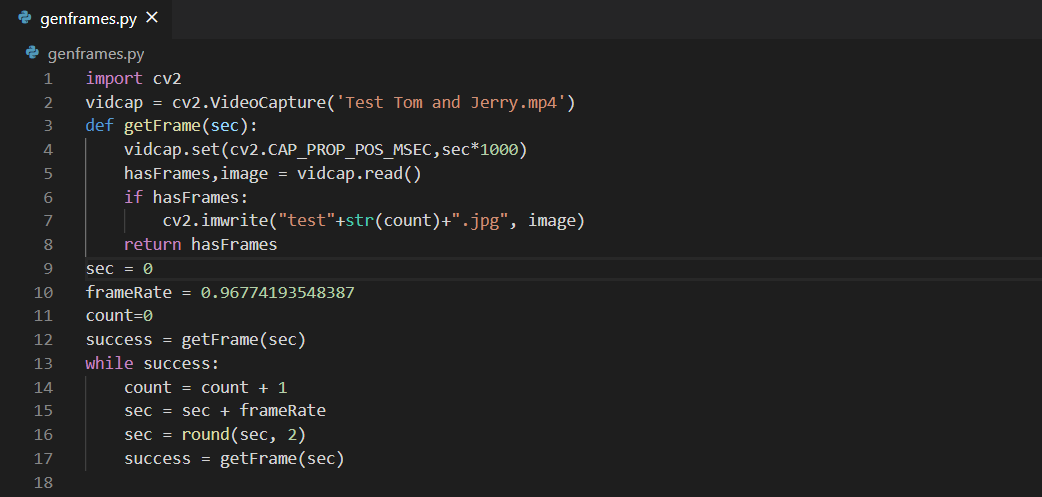 genframes.py ✕
genframes.py
1 import cv2
2 vidcap = cv2.VideoCapture('Test Tom and Jerry.mp4')
3 def getFrame(sec):
4     vidcap.set(cv2.CAP_PROP_POS_MSEC,sec*1000)
5     hasFrames,image = vidcap.read()
6     if hasFrames:
7         cv2.imwrite("test"+str(count)+".jpg", image)
8     return hasFrames
9 sec = 0
10 frameRate = 0.96774193548387
11 count=0
12 success = getFrame(sec)
13 while success:
14     count = count + 1
15     sec = sec + frameRate
16     sec = round(sec, 2)
17     success = getFrame(sec)
18